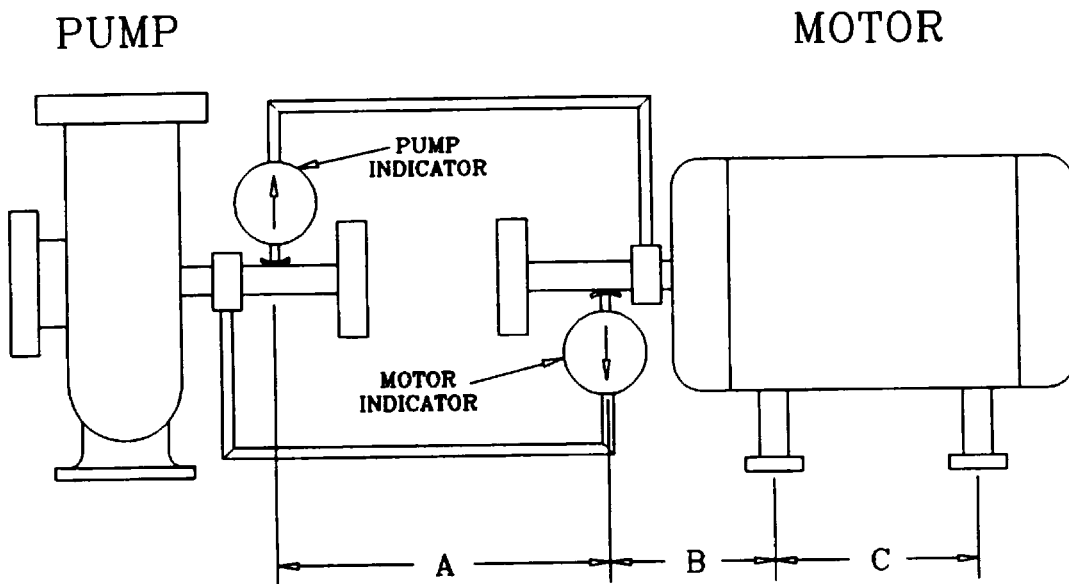 PUMP
MOTOR
PUMP
INDICATOR
MOTOR
INDICATOR
A
B
C